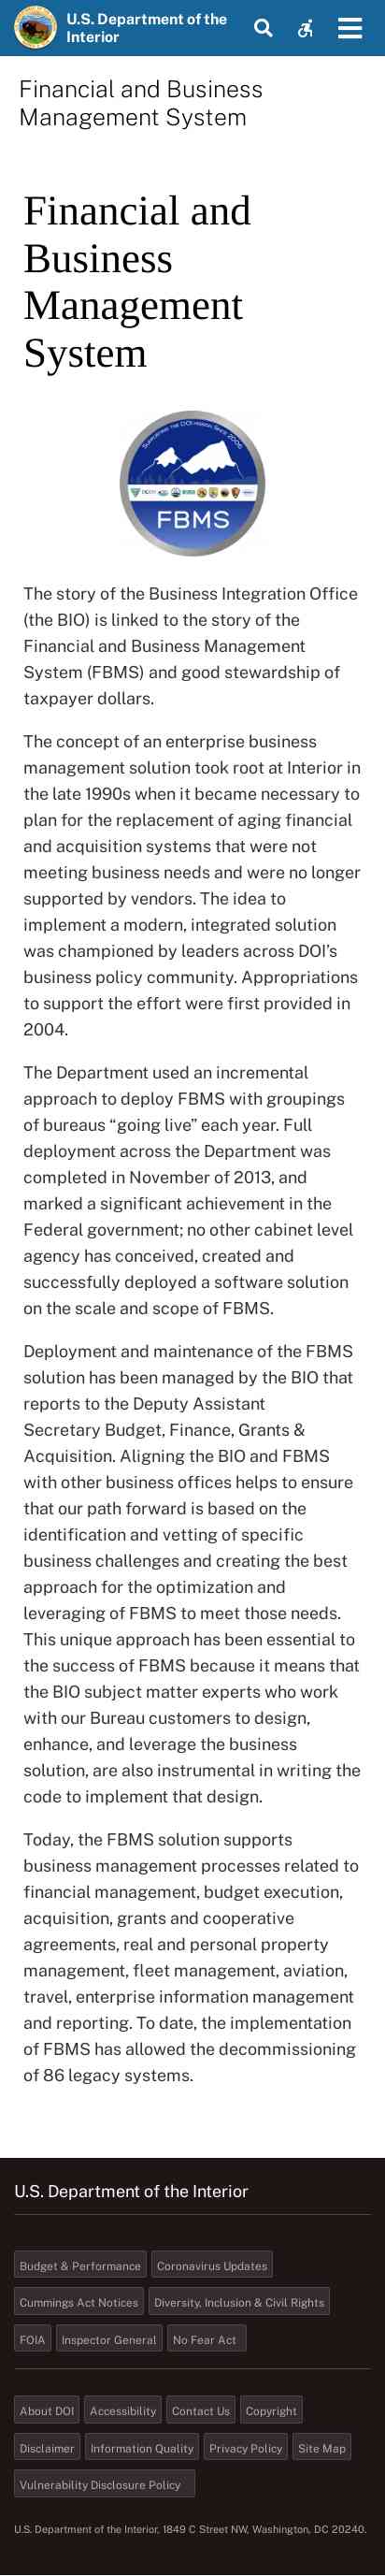 U.S. Department of the
Interior
Financial and Business
Management System
Financial and
Business
Management
System
SUPPORTING THE DOI MISSION SINCE 2006
FBMS
The story of the Business Integration Office
(the BIO) is linked to the story of the
Financial and Business Management
System (FBMS) and good stewardship of
taxpayer dollars.
The concept of an enterprise business
management solution took root at Interior in
the late 1990s when it became necessary to
plan for the replacement of aging financial
and acquisition systems that were not
meeting business needs and were no longer
supported by vendors. The idea to
implement a modern, integrated solution
was championed by leaders across DOI’s
business policy community. Appropriations
to support the effort were first provided in
2004.
The Department used an incremental
approach to deploy FBMS with groupings
of bureaus “going live” each year. Full
deployment across the Department was
completed in November of 2013, and
marked a significant achievement in the
Federal government; no other cabinet level
agency has conceived, created and
successfully deployed a software solution
on the scale and scope of FBMS.
Deployment and maintenance of the FBMS
solution has been managed by the BIO that
reports to the Deputy Assistant
Secretary Budget, Finance, Grants &
Acquisition. Aligning the BIO and FBMS
with other business offices helps to ensure
that our path forward is based on the
identification and vetting of specific
business challenges and creating the best
approach for the optimization and
leveraging of FBMS to meet those needs.
This unique approach has been essential to
the success of FBMS because it means that
the BIO subject matter experts who work
with our Bureau customers to design,
enhance, and leverage the business
solution, are also instrumental in writing the
code to implement that design.
Today, the FBMS solution supports
business management processes related to
financial management, budget execution,
acquisition, grants and cooperative
agreements, real and personal property
management, fleet management, aviation,
travel, enterprise information management
and reporting. To date, the implementation
of FBMS has allowed the decommissioning
of 86 legacy systems.
U.S. Department of the Interior
Budget & Performance Coronavirus Updates
Cummings Act Notices Diversity, Inclusion & Civil Rights
FOIA Inspector General No Fear Act
About DOI Accessibility Contact Us Copyright
Disclaimer Information Quality Privacy Policy Site Map
Vulnerability Disclosure Policy
U.S. Department of the Interior, 1849 C Street NW, Washington, DC 20240.